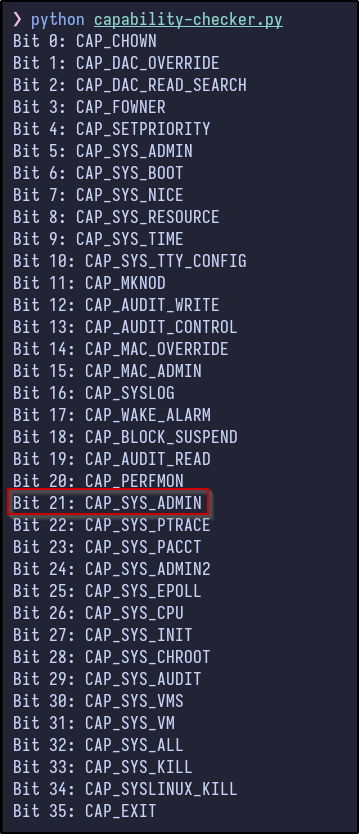 ❯ python capability-checker.py
Bit 0: CAP_CHOWN
Bit 1: CAP_DAC_OVERRIDE
Bit 2: CAP_DAC_READ_SEARCH
Bit 3: CAP_FOWNER
Bit 4: CAP_SETPRIORITY
Bit 5: CAP_SYS_ADMIN
Bit 6: CAP_SYS_BOOT
Bit 7: CAP_SYS_NICE
Bit 8: CAP_SYS_RESOURCE
Bit 9: CAP_SYS_TIME
Bit 10: CAP_SYS_TTY_CONFIG
Bit 11: CAP_MKNOD
Bit 12: CAP_AUDIT_WRITE
Bit 13: CAP_AUDIT_CONTROL
Bit 14: CAP_MAC_OVERRIDE
Bit 15: CAP_MAC_ADMIN
Bit 16: CAP_SYSLOG
Bit 17: CAP_WAKE_ALARM
Bit 18: CAP_BLOCK_SUSPEND
Bit 19: CAP_AUDIT_READ
Bit 20: CAP_PERFMON
Bit 21: CAP_SYS_ADMIN
Bit 22: CAP_SYS_PTRACE
Bit 23: CAP_SYS_PACCT
Bit 24: CAP_SYS_ADMIN2
Bit 25: CAP_SYS_EPOLL
Bit 26: CAP_SYS_CPU
Bit 27: CAP_SYS_INIT
Bit 28: CAP_SYS_CHROOT
Bit 29: CAP_SYS_AUDIT
Bit 30: CAP_SYS_VMS
Bit 31: CAP_SYS_VM
Bit 32: CAP_SYS_ALL
Bit 33: CAP_SYS_KILL
Bit 34: CAP_SYSLINUX_KILL
Bit 35: CAP_EXIT